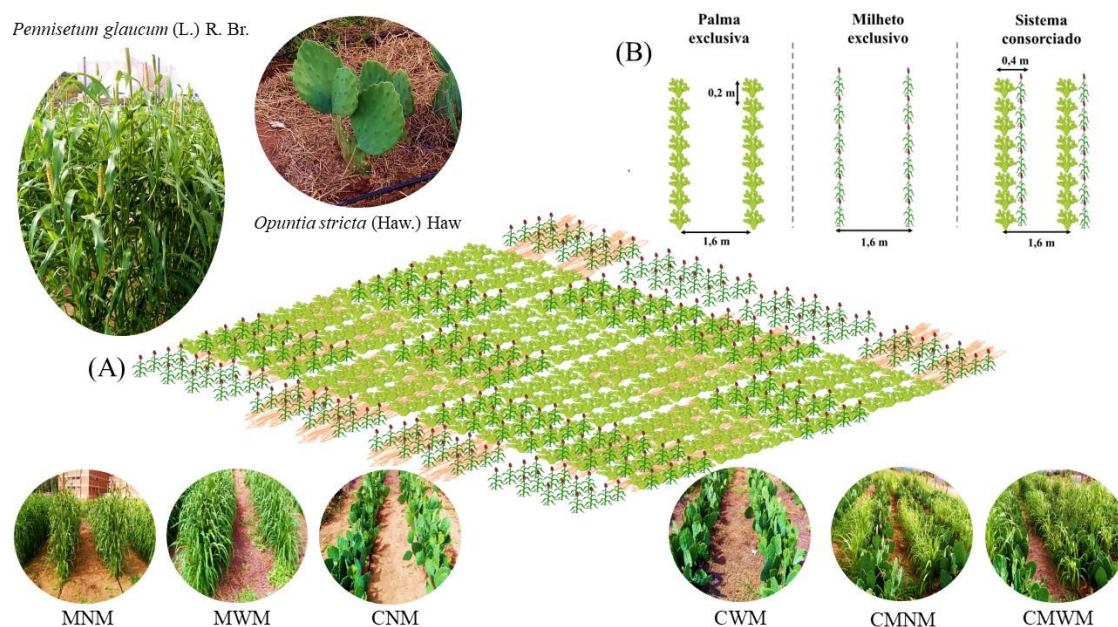 Pennisetum glaucum (L.) R. Br.
Opuntia stricta (Haw.) Haw
(B)
Palma
exclusiva
Milheto
exclusivo
Sistema
consorciado
0,2 m
0,4 m
1,6 m
1,6 m
1,6 m
(A)
MNM
MWM
CNM
CWM
CMNM
CMWM